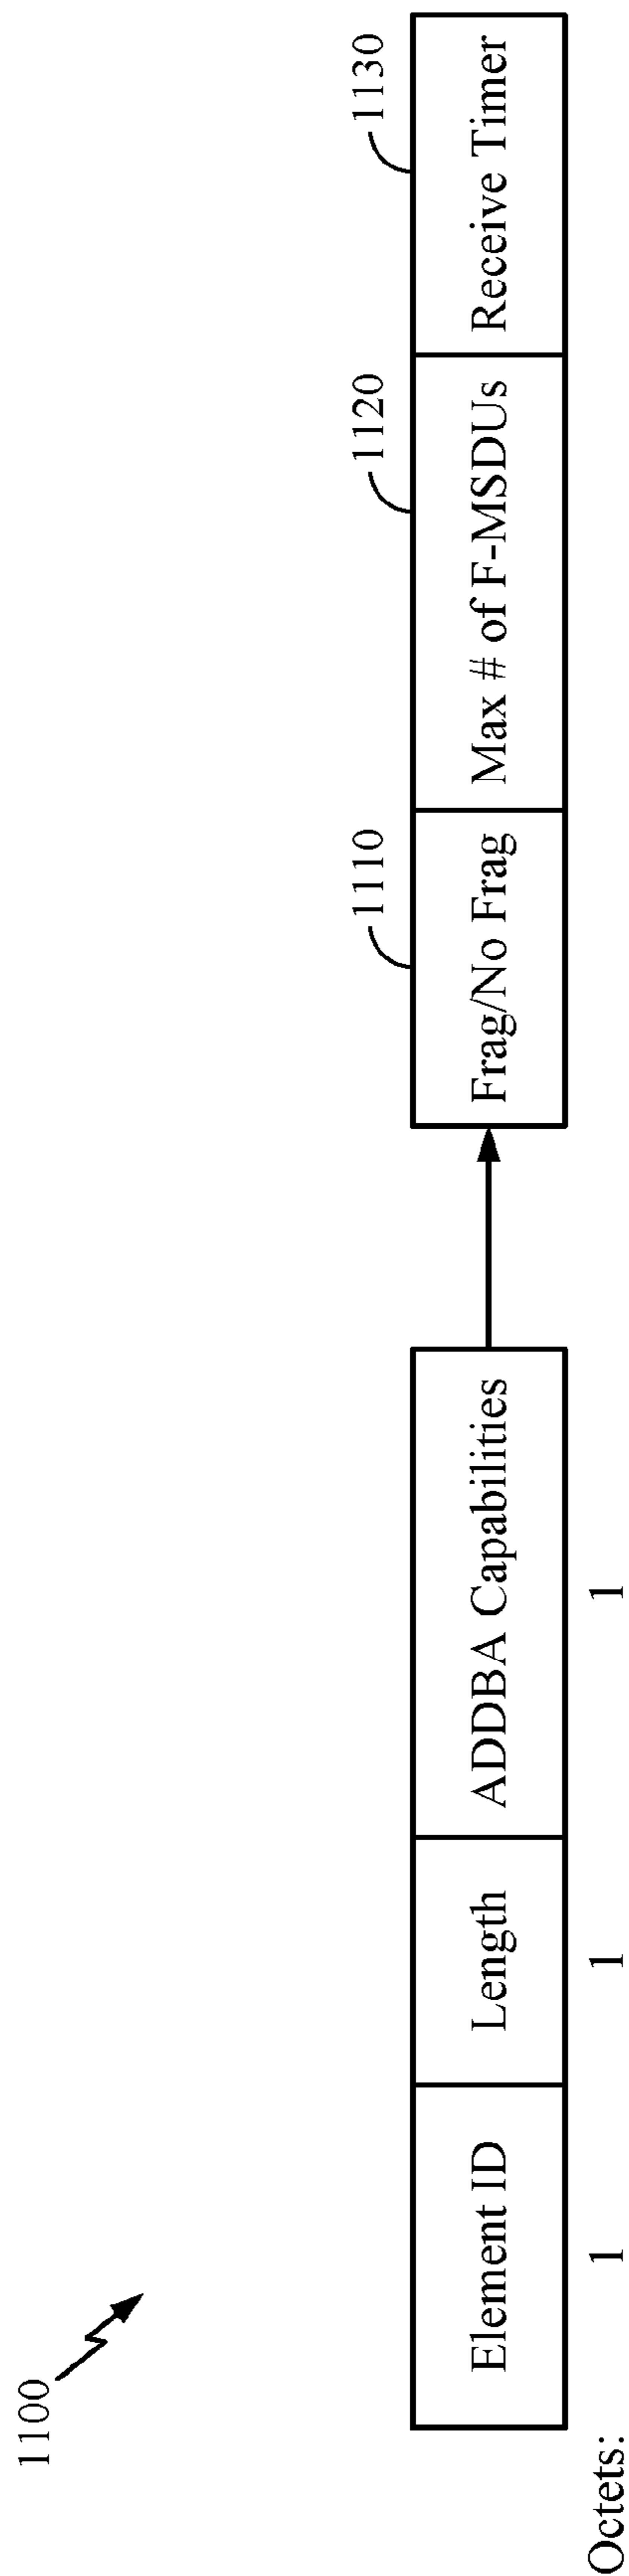 1100
1110
1120
1130
Element ID
Length
ADDBA Capabilities
Frag/No Frag
Max # of F-MSDUs
Receive Timer
Octets:
1
1
1